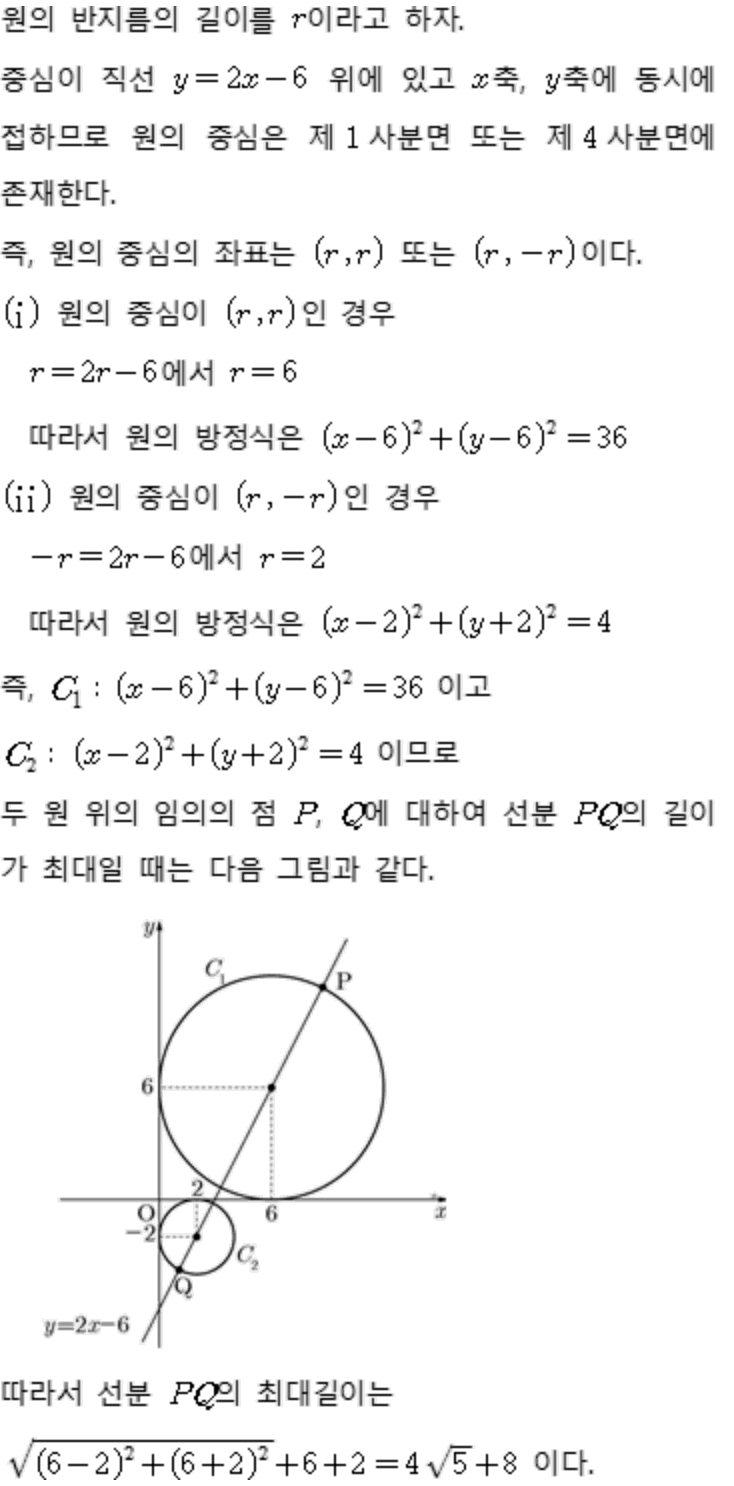 원의 반지름의 길이를 r이라고 하자.
중심이 직선 y=2x-6 위에 있고 x축, y축에 동시에
접하므로 원의 중심은 제 1 사분면 또는 제 4 사분면에
존재한다.
즉, 원의 중심의 좌표는 (r,r) 또는 (r,-r)이다.
(i) 원의 중심이 (r,r)인 경우
r=2r-6에서 r=6
따라서 원의 방정식은 (x-6)²+(y-6)²=36
(ii) 원의 중심이 (r,-r)인 경우
-r=2r-6에서 r=2
따라서 원의 방정식은 (x-2)²+(y+2)²=4
즉, C₁: (x-6)²+(y-6)²=36 이고
C₂: (x-2)²+(y+2)²=4 이므로
두 원 위의 임의의 점 P, Q에 대하여 선분 PQ의 길이
가 최대일 때는 다음 그림과 같다.
y
C₁
P
6
2
O
6
x
-2
C₂
Q
y=2x-6
따라서 선분 PQ의 최대길이는
√((6-2)²+(6+2)²)+6+2=4√5+8 이다.